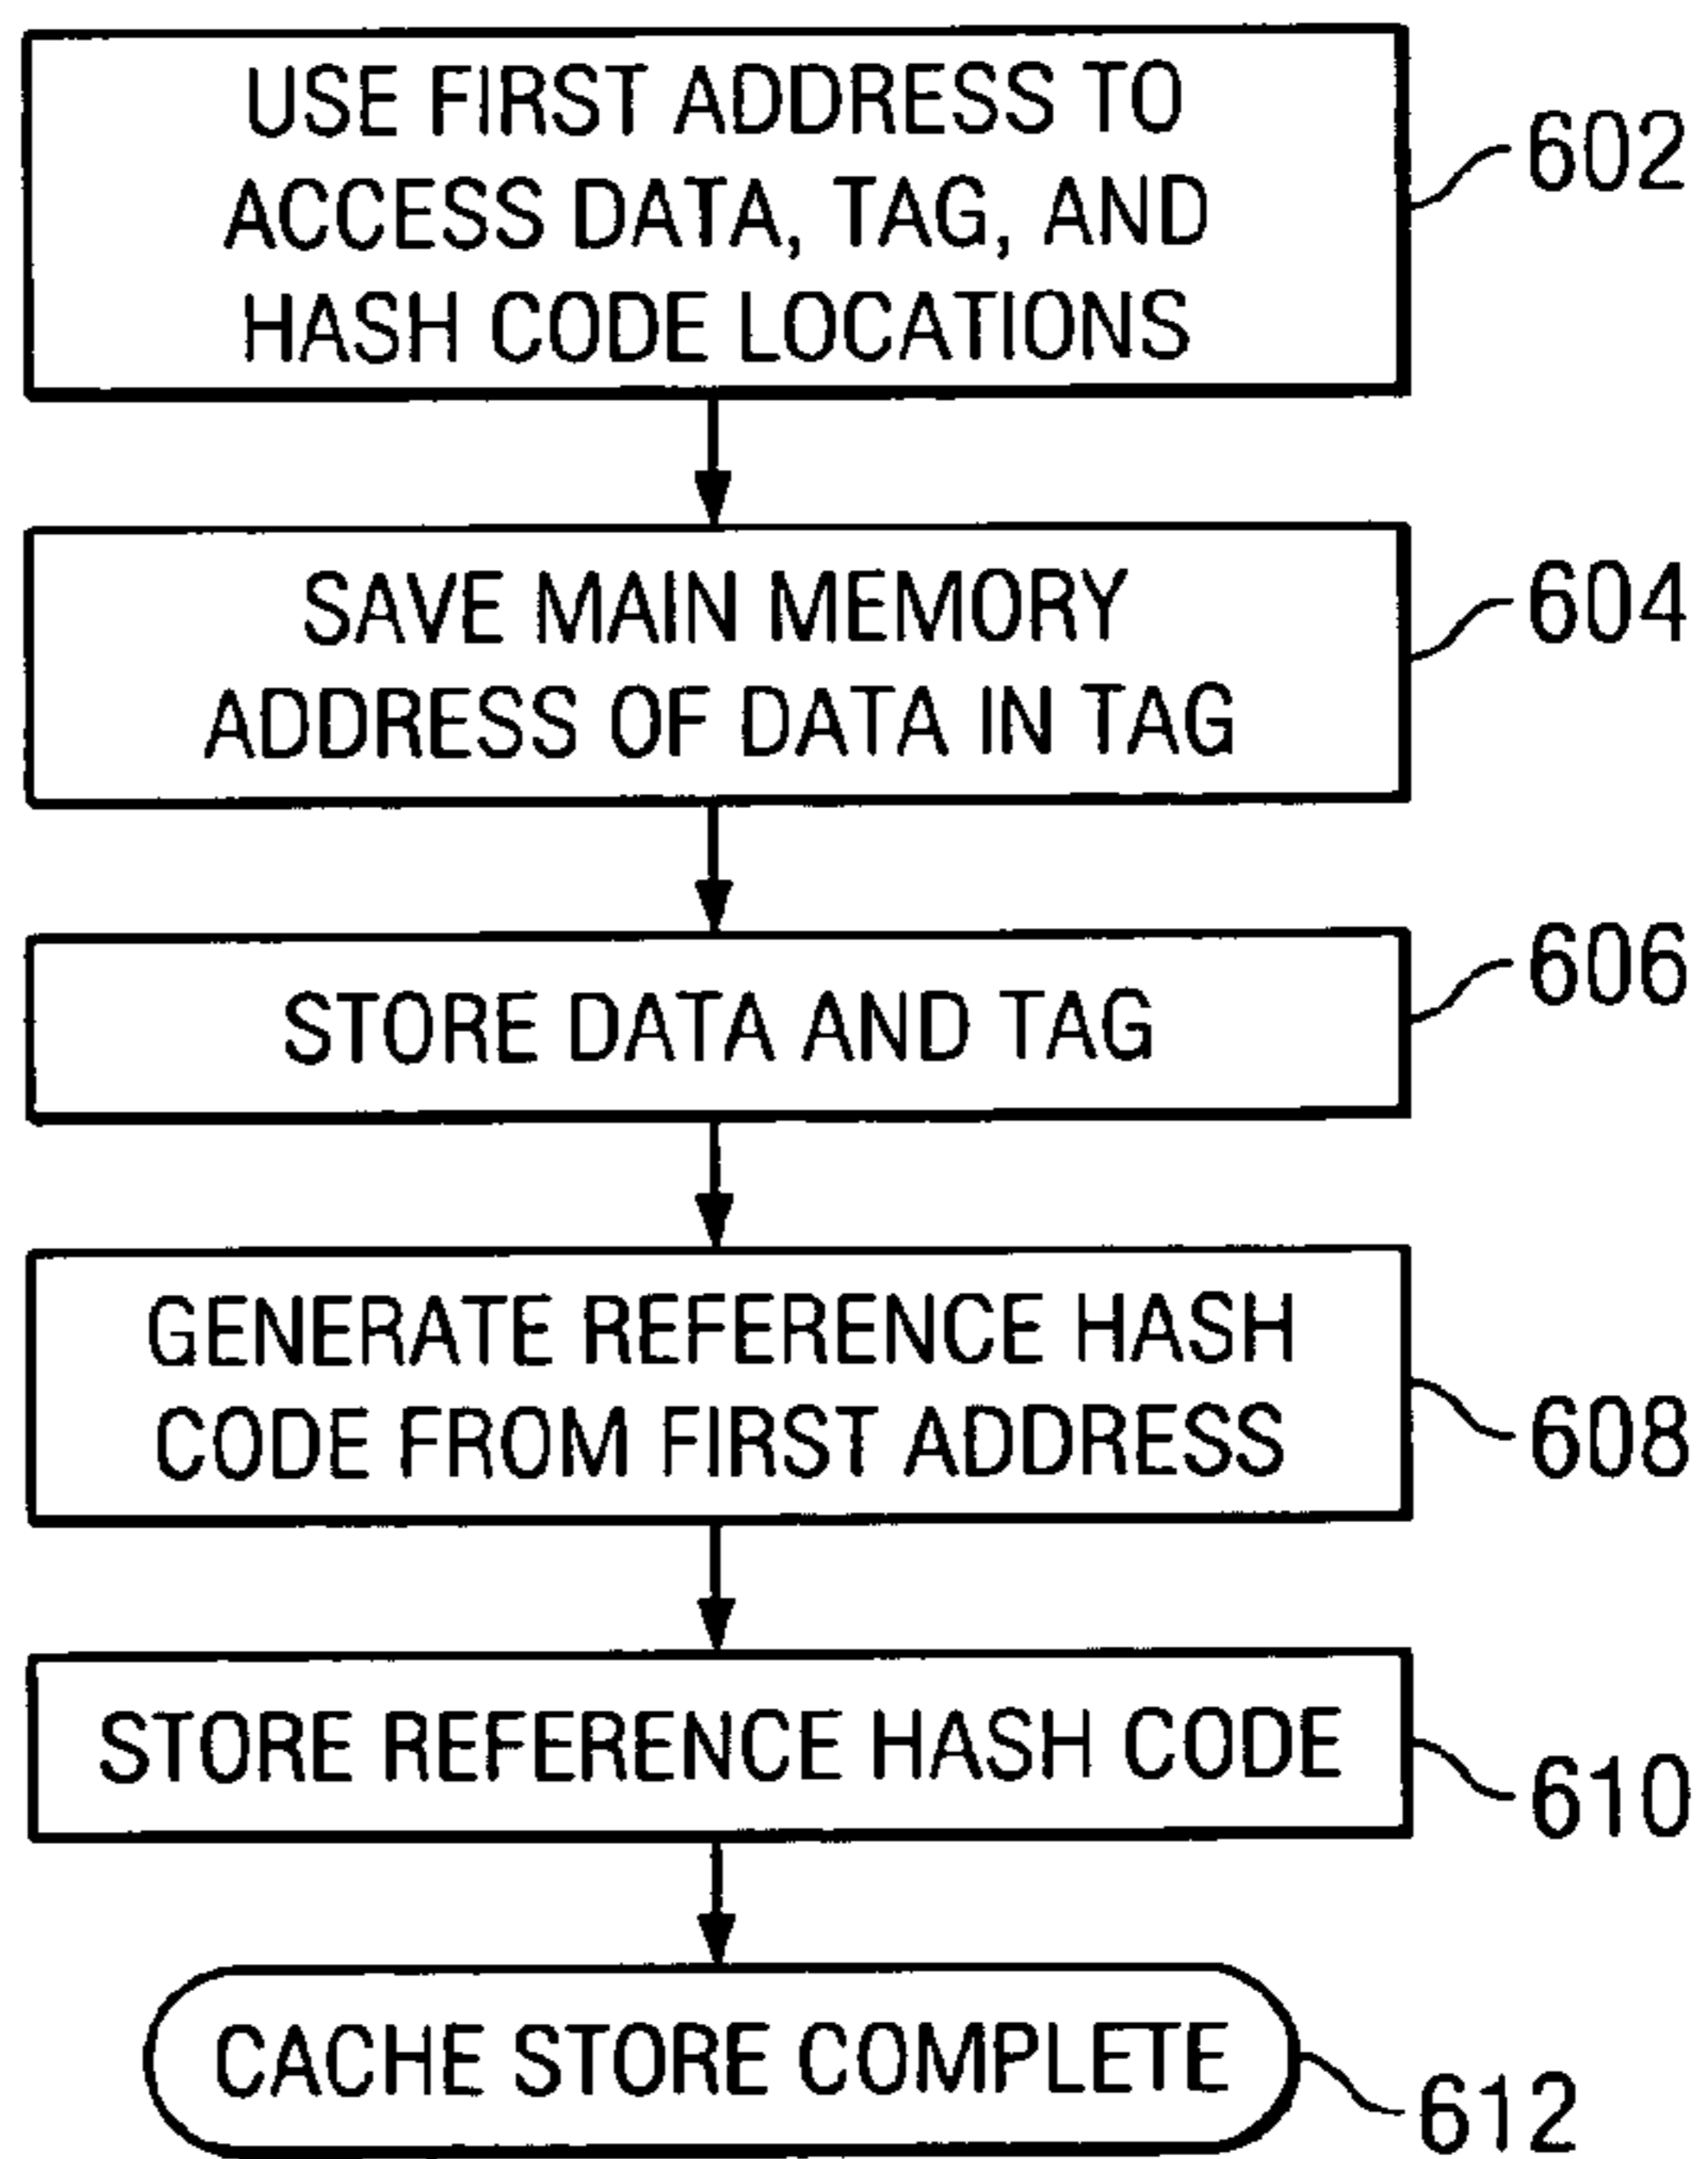 USE FIRST ADDRESS TO
ACCESS DATA, TAG, AND
HASH CODE LOCATIONS
602
SAVE MAIN MEMORY
ADDRESS OF DATA IN TAG
604
STORE DATA AND TAG
606
GENERATE REFERENCE HASH
CODE FROM FIRST ADDRESS
608
STORE REFERENCE HASH CODE
610
CACHE STORE COMPLETE
612